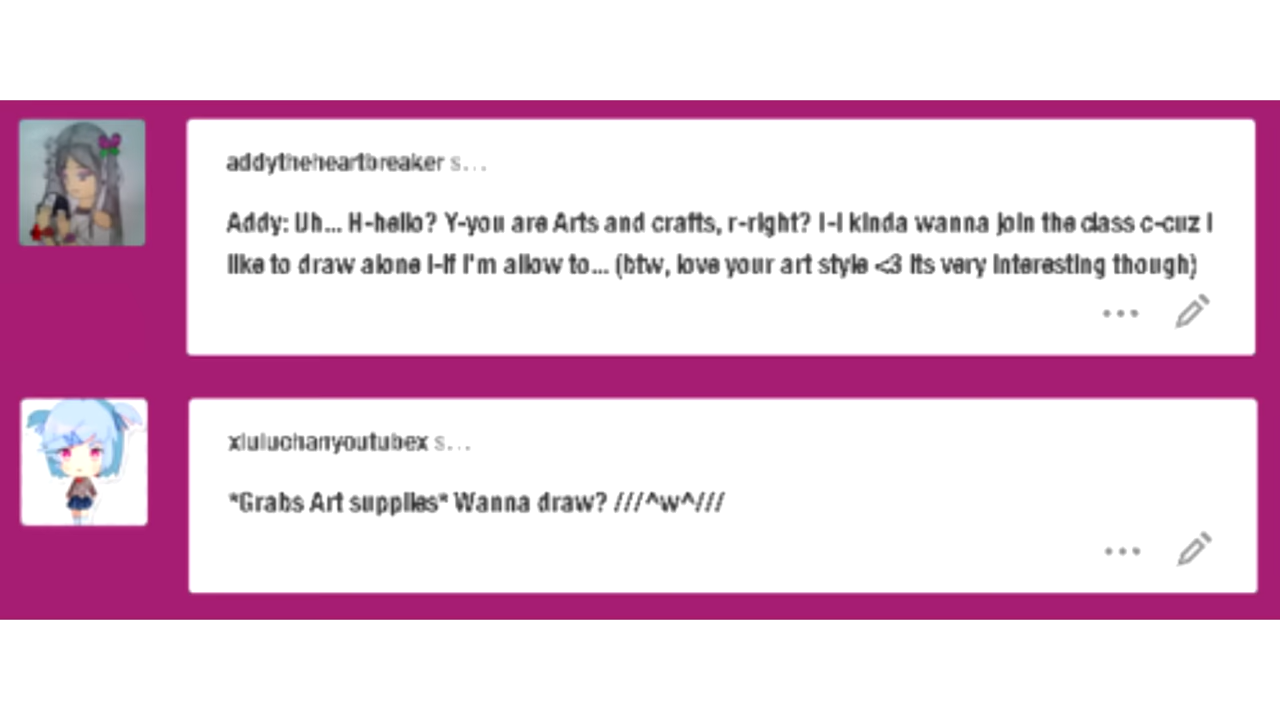 addytheheartbreaker s...
Addy: Uh... H-hello? Y-you are Arts and crafts, r-right? I-I kinda wanna join the class c-cuz I
like to draw alone I-If I'm allow to... (btw, love your art style <3 Its very Interesting though)
xluluchanyoutubex s...
*Grabs Art supplies* Wanna draw? ///^w^///